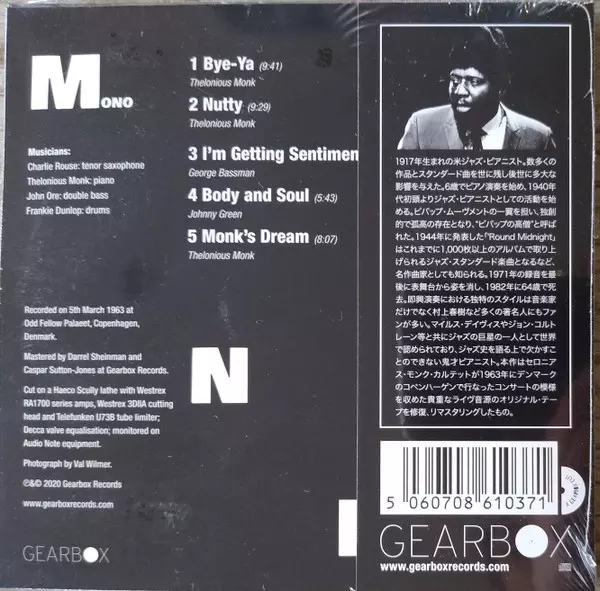 MONO
Musicians:
Charlie Rouse: tenor saxophone
Thelonious Monk: piano
John Ore: double bass
Frankie Dunlop: drums
Recorded on 5th March 1963 at
Odd Fellow Palaeet, Copenhagen,
Denmark.
Mastered by Darrel Sheinman and
Caspar Sutton-Jones at Gearbox Records.
Cut on a Haeco Scully lathe with Westrex
RA1700 series amps, Westrex 3DIIA cutting
head and Telefunken U73B tube limiter;
Decca valve equalisation; monitored on
Audio Note equipment.
Photograph by Val Wilmer.
℗&© 2020 Gearbox Records
www.gearboxrecords.com
GEARBOX
1 Bye-Ya (9:41)
Thelonious Monk
2 Nutty (9:29)
Thelonious Monk
3 I'm Getting Sentimen
George Bassman
4 Body and Soul (5:43)
Johnny Green
5 Monk's Dream (8:07)
Thelonious Monk
N
1917年生まれの米ジャズ・ピアニスト。数多くの
作品とスタンダード曲を世に残し後世に多大な
影響を与えた。6歳でピアノ演奏を始め、1940年
代初頭よりジャズ・ピアニストとしての活動を始
める。ビバップ・ムーヴメントの一翼を担い、独創
的で孤高の存在となり、“ビバップの高僧”と呼
ばれた。1944年に発表した「'Round Midnight」
はこれまでに1,000枚以上のアルバムで取り上
げられるジャズ・スタンダード楽曲となるなど、
名作曲家としても知られる。1971年の録音を最
後に表舞台から姿を消し、1982年に64歳で死
去。即興演奏における独特のスタイルは音楽家
だけでなく村上春樹など多くの著名人にもファ
ンが多い。マイルス・デイヴィスやジョン・コルト
レーン等と共にジャズの巨星の一人として世界
で認められており、ジャズ史を語る上で欠かすこ
とのできない鬼才ピアニスト。本作はセロニア
ス・モンク・カルテットが1963年にデンマーク
のコペンハーゲンで行なったコンサートの模様
を収めた貴重なライヴ音源のオリジナル・テー
プを修復、リマスタリングしたもの。
5 060708 610371
GEARBOX
www.gearboxrecords.com